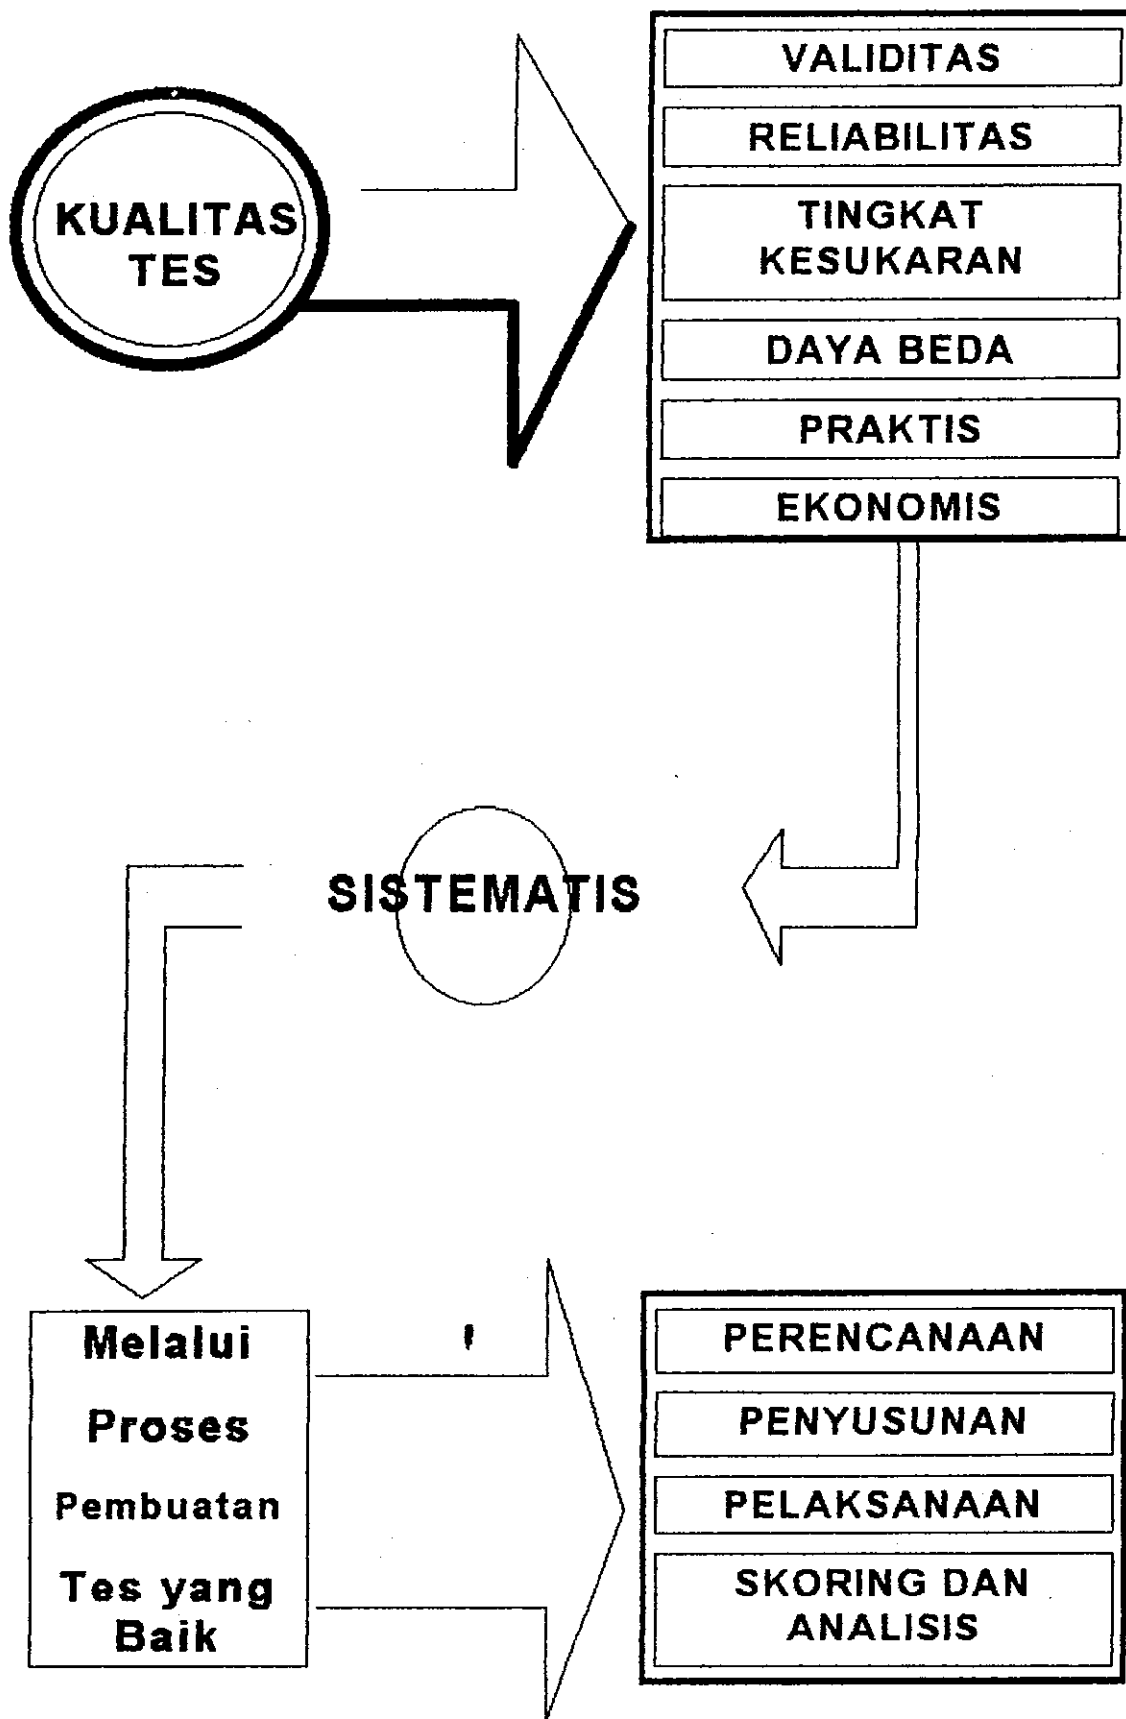 KUALITAS
TES
VALIDITAS
RELIABILITAS
TINGKAT
KESUKARAN
DAYA BEDA
PRAKTIS
EKONOMIS
SISTEMATIS
Melalui
Proses
Pembuatan
Tes yang
Baik
PERENCANAAN
PENYUSUNAN
PELAKSANAAN
SKORING DAN
ANALISIS